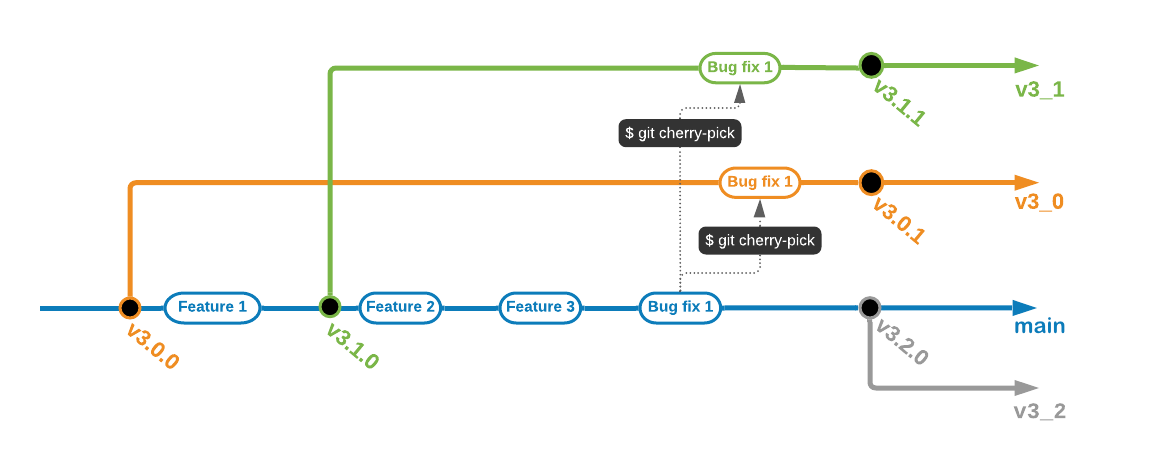 Bug fix 1
v3_1
v3.1.1
$ git cherry-pick
Bug fix 1
v3_0
v3.0.1
$ git cherry-pick
Feature 1
Feature 2
Feature 3
Bug fix 1
main
v3.0.0
v3.1.0
v3.2.0
v3_2